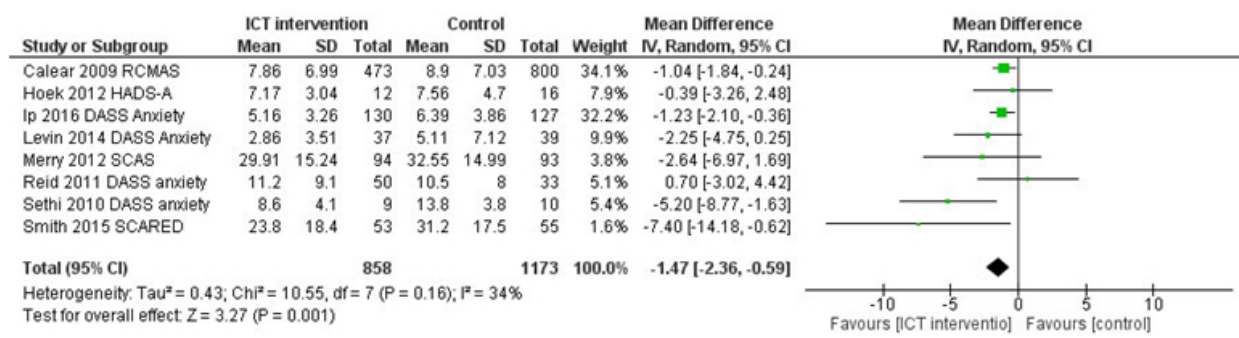 ICT intervention Control Mean Difference Mean Difference
Study or Subgroup Mean SD Total Mean SD Total Weight IV, Random, 95% CI IV, Random, 95% CI
Calear 2009 RCMAS 7.86 6.99 473 8.9 7.03 800 34.1% -1.04 [-1.84, -0.24]
Hoek 2012 HADS-A 7.17 3.04 12 7.56 4.7 16 7.9% -0.39 [-3.26, 2.48]
Ip 2016 DASS Anxiety 5.16 3.26 130 6.39 3.86 127 32.2% -1.23 [-2.10, -0.36]
Levin 2014 DASS Anxiety 2.86 3.51 37 5.11 7.12 39 9.9% -2.25 [-4.75, 0.25]
Merry 2012 SCAS 29.91 15.24 94 32.55 14.99 93 3.8% -2.64 [-6.97, 1.69]
Reid 2011 DASS anxiety 11.2 9.1 50 10.5 8 33 5.1% 0.70 [-3.02, 4.42]
Sethi 2010 DASS anxiety 8.6 4.1 9 13.8 3.8 10 5.4% -5.20 [-8.77, -1.63]
Smith 2015 SCARED 23.8 18.4 53 31.2 17.5 55 1.6% -7.40 [-14.18, -0.62]
Total (95% CI) 858 1173 100.0% -1.47 [-2.36, -0.59]
Heterogeneity: Tau² = 0.43; Chi² = 10.55, df = 7 (P = 0.16); I² = 34%
Test for overall effect: Z = 3.27 (P = 0.001)
-10 -5 0 5 10
Favours [ICT interventio] Favours [control]